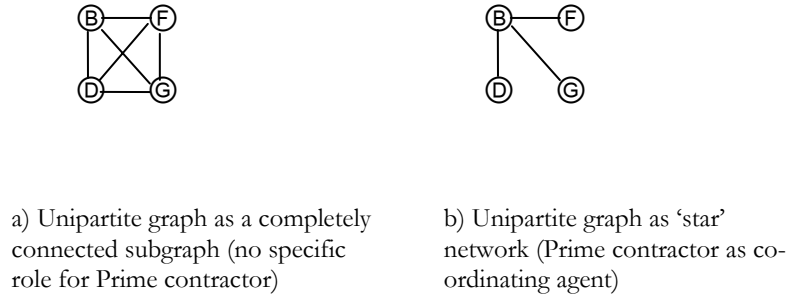 B F
D G
B F
D G
a) Unipartite graph as a completely
connected subgraph (no specific
role for Prime contractor)
b) Unipartite graph as ‘star’
network (Prime contractor as co-
ordinating agent)